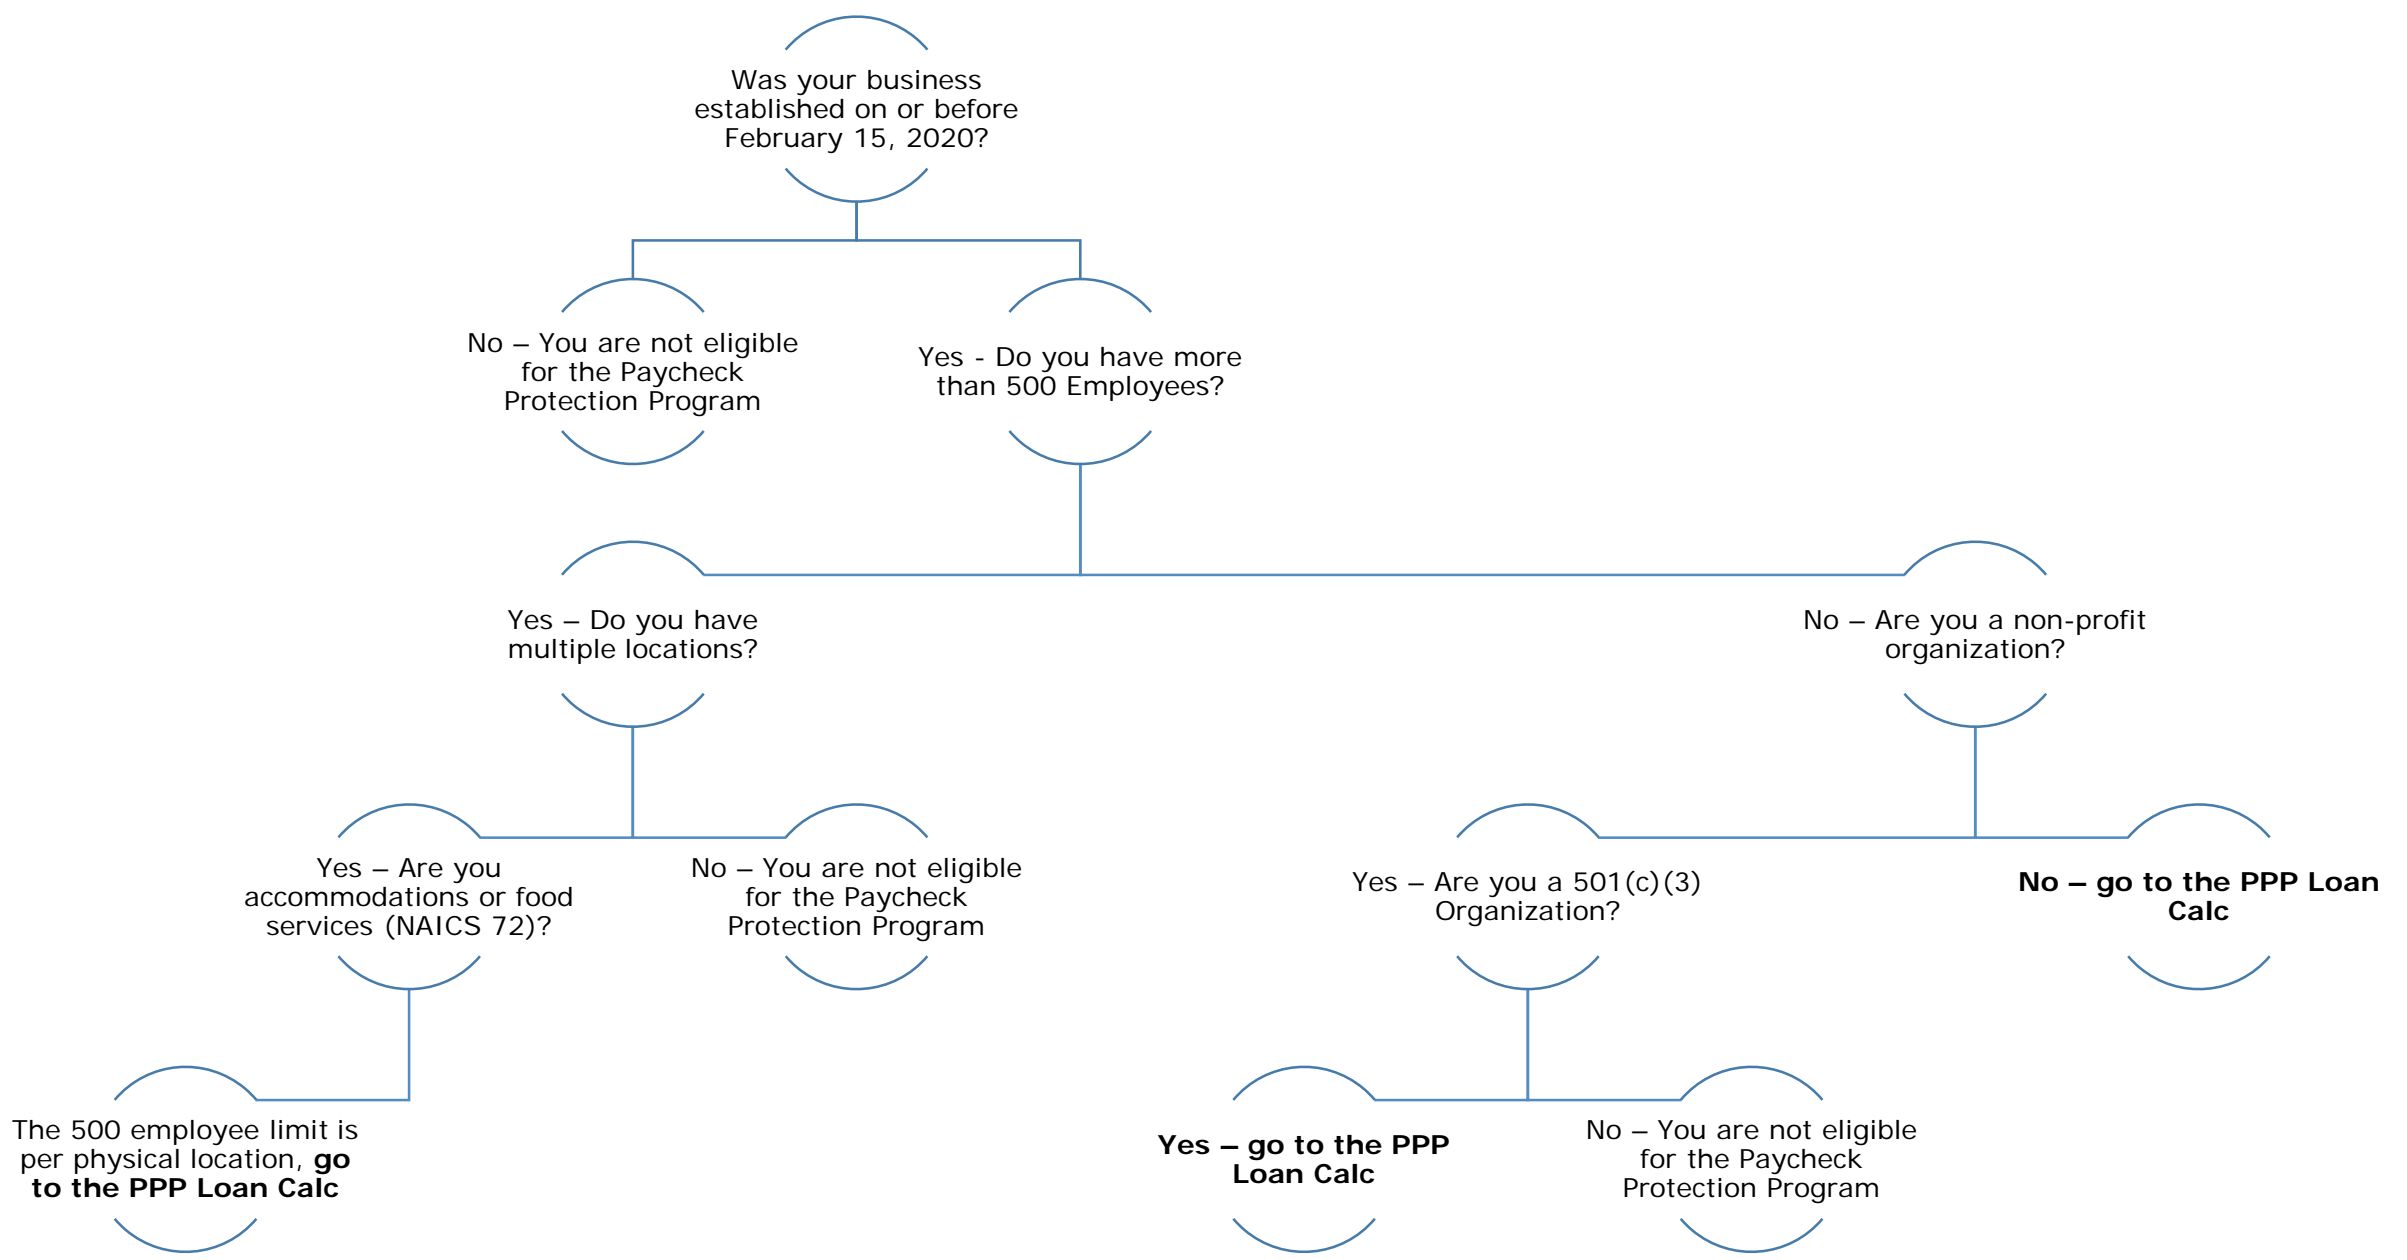 Was your business
established on or before
February 15, 2020?
No – You are not eligible
for the Paycheck
Protection Program
Yes - Do you have more
than 500 Employees?
Yes – Do you have
multiple locations?
No – Are you a non-profit
organization?
Yes – Are you
accommodations or food
services (NAICS 72)?
No – You are not eligible
for the Paycheck
Protection Program
Yes – Are you a 501(c)(3)
Organization?
No – go to the PPP Loan
Calc
The 500 employee limit is
per physical location, go
to the PPP Loan Calc
Yes – go to the PPP
Loan Calc
No – You are not eligible
for the Paycheck
Protection Program